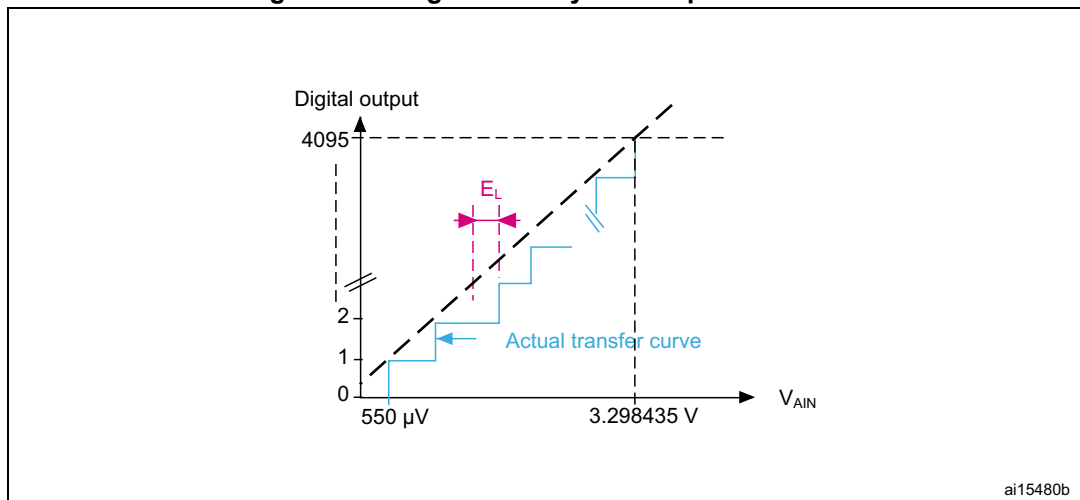 Digital output
4095
E_L
2
Actual transfer curve
1
0
550 µV
3.298435 V
V_AIN
ai15480b